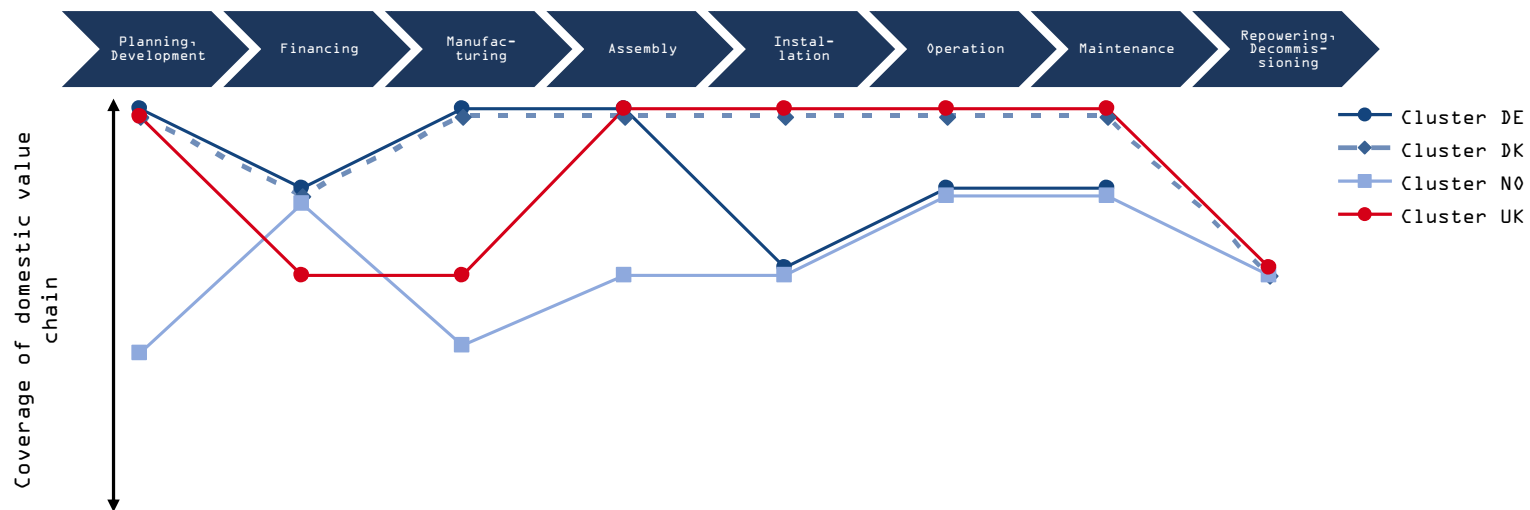 Planning,
Development
Financing
Manufac-
turing
Assembly
Instal-
lation
Operation
Maintenance
Repowering,
Decommis-
sioning
Coverage of domestic value
chain
Cluster DE
Cluster DK
Cluster NO
Cluster UK